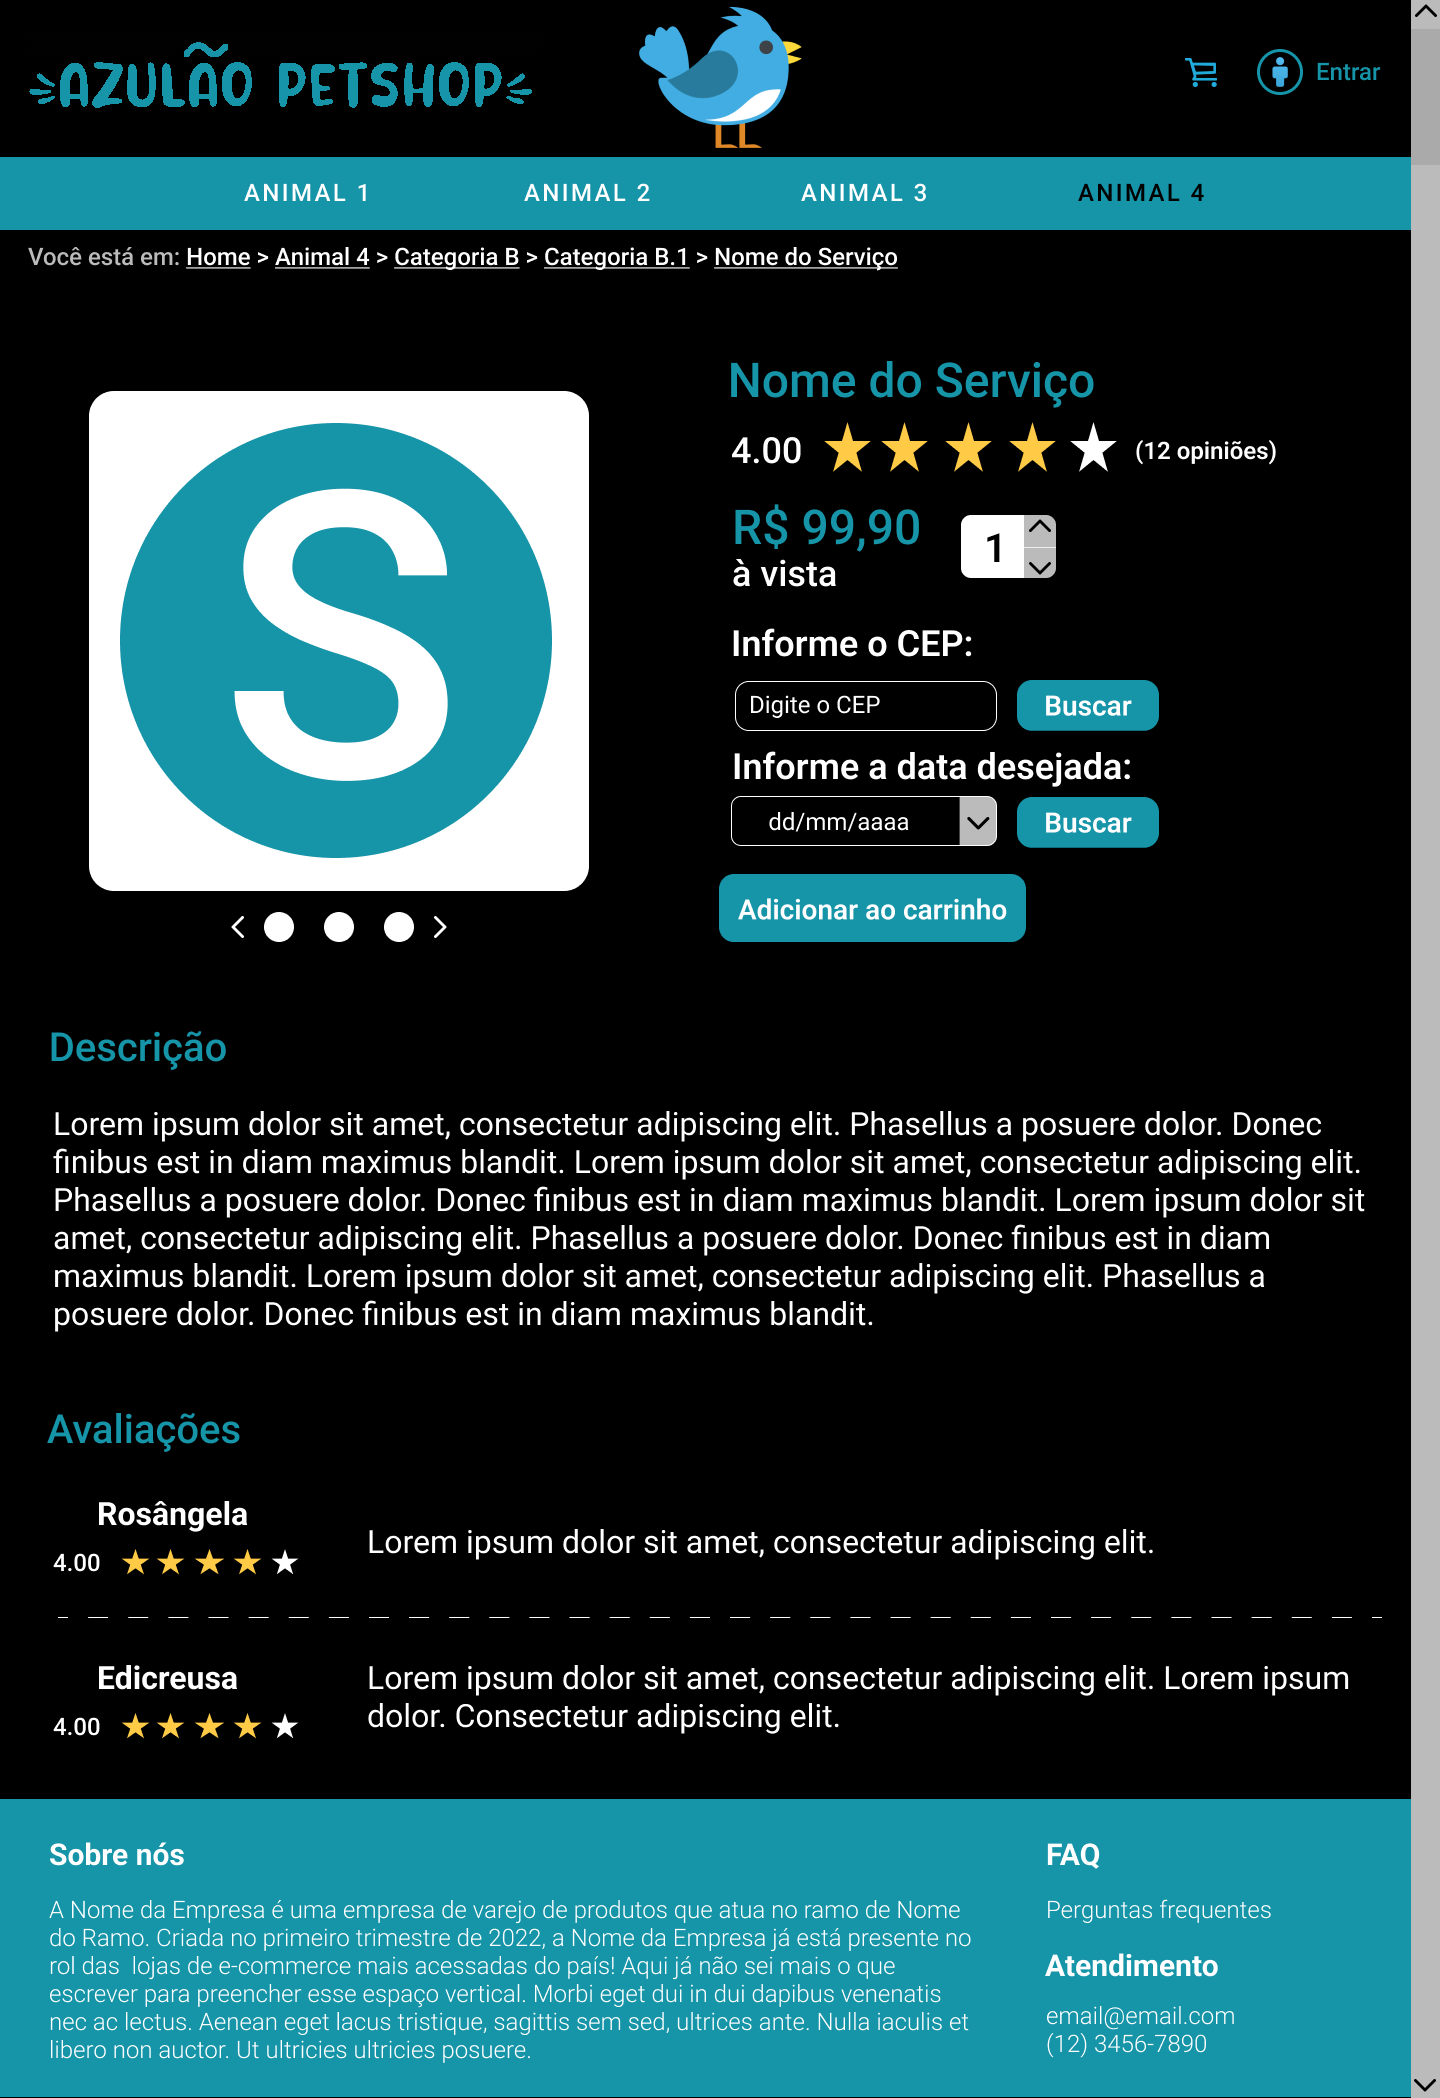 AZULÃO PETSHOP
Entrar
ANIMAL 1 ANIMAL 2 ANIMAL 3 ANIMAL 4
Você está em: Home > Animal 4 > Categoria B > Categoria B.1 > Nome do Serviço
S
Nome do Serviço
4.00 (12 opiniões)
R$ 99,90
à vista
1
Informe o CEP:
Digite o CEP Buscar
Informe a data desejada:
dd/mm/aaaa Buscar
Adicionar ao carrinho
Descrição
Lorem ipsum dolor sit amet, consectetur adipiscing elit. Phasellus a posuere dolor. Donec
finibus est in diam maximus blandit. Lorem ipsum dolor sit amet, consectetur adipiscing elit.
Phasellus a posuere dolor. Donec finibus est in diam maximus blandit. Lorem ipsum dolor sit
amet, consectetur adipiscing elit. Phasellus a posuere dolor. Donec finibus est in diam
maximus blandit. Lorem ipsum dolor sit amet, consectetur adipiscing elit. Phasellus a
posuere dolor. Donec finibus est in diam maximus blandit.
Avaliações
Rosângela
4.00
Lorem ipsum dolor sit amet, consectetur adipiscing elit.
Edicreusa
4.00
Lorem ipsum dolor sit amet, consectetur adipiscing elit. Lorem ipsum
dolor. Consectetur adipiscing elit.
Sobre nós
A Nome da Empresa é uma empresa de varejo de produtos que atua no ramo de Nome
do Ramo. Criada no primeiro trimestre de 2022, a Nome da Empresa já está presente no
rol das  lojas de e-commerce mais acessadas do país! Aqui já não sei mais o que
escrever para preencher esse espaço vertical. Morbi eget dui in dui dapibus venenatis
nec ac lectus. Aenean eget lacus tristique, sagittis sem sed, ultrices ante. Nulla iaculis et
libero non auctor. Ut ultricies ultricies posuere.
FAQ
Perguntas frequentes
Atendimento
email@email.com
(12) 3456-7890